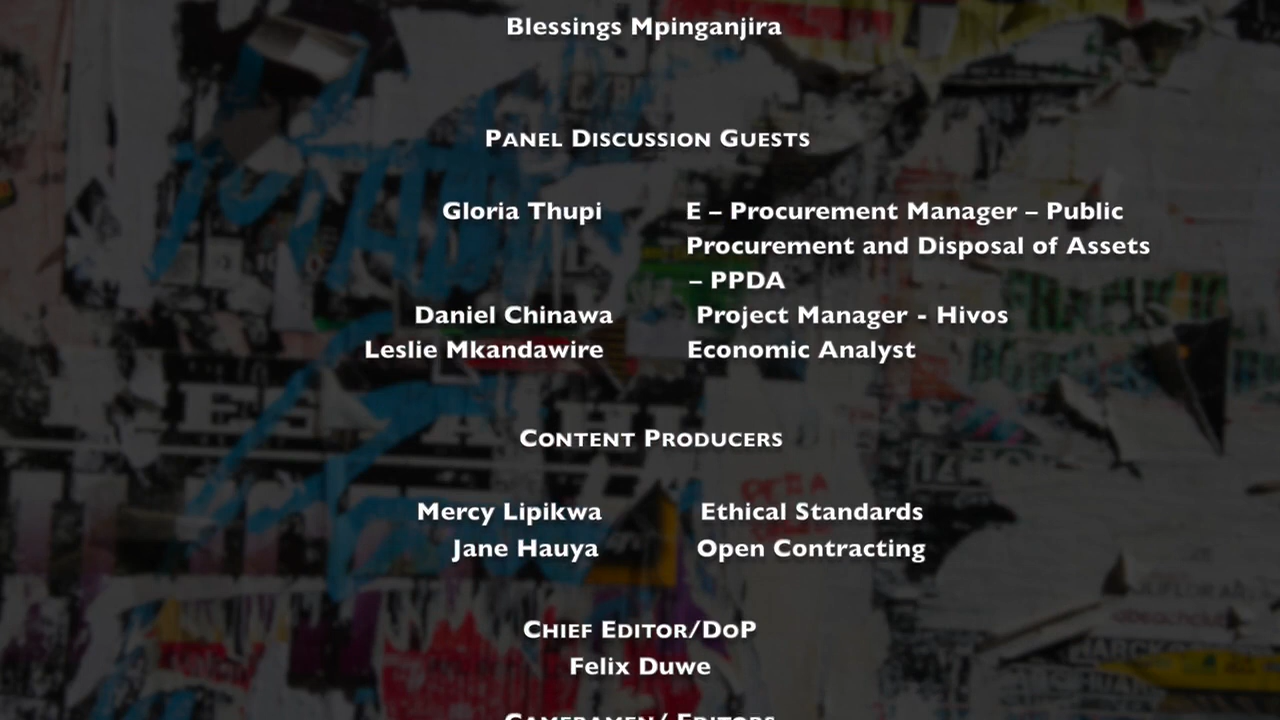 Blessings Mpinganjira
PANEL DISCUSSION GUESTS
Gloria Thupi E – Procurement Manager – Public
Procurement and Disposal of Assets
– PPDA
Daniel Chinawa Project Manager - Hivos
Leslie Mkandawire Economic Analyst
CONTENT PRODUCERS
Mercy Lipikwa Ethical Standards
Jane Hauya Open Contracting
CHIEF EDITOR/DOP
Felix Duwe
CAMERAMEN/ EDITORS